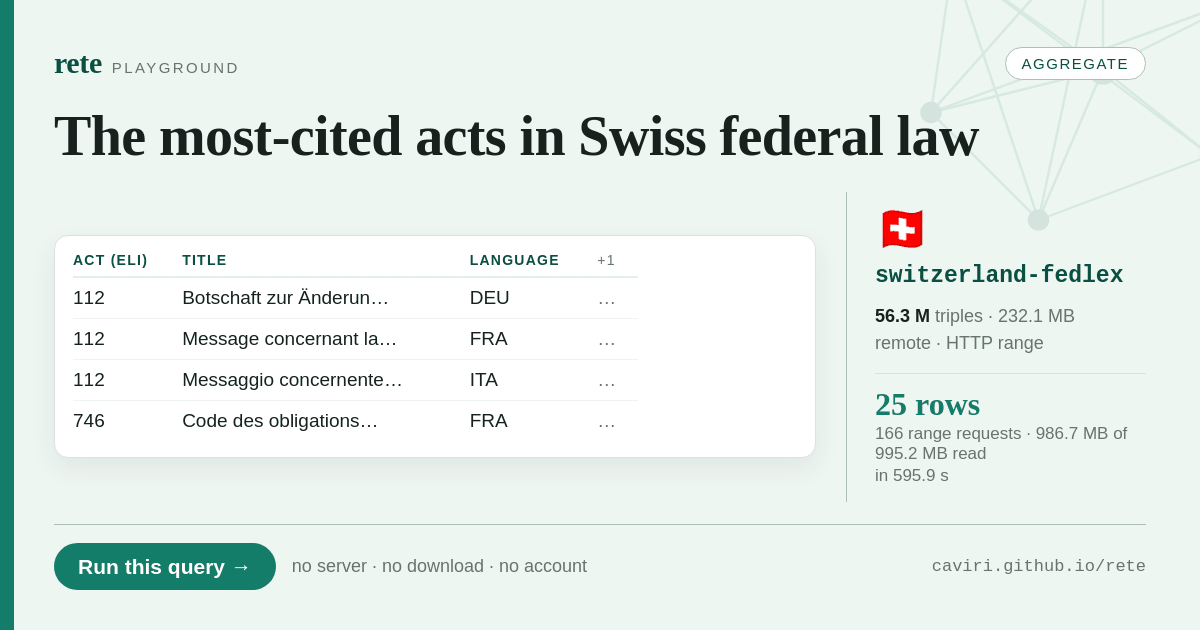 rete PLAYGROUND
AGGREGATE
The most-cited acts in Swiss federal law
ACT (ELI) TITLE LANGUAGE +1
112 Botschaft zur Änderun… DEU …
112 Message concernant la… FRA …
112 Messaggio concernente… ITA …
746 Code des obligations… FRA …
switzerland-fedlex
56.3 M triples · 232.1 MB
remote · HTTP range
25 rows
166 range requests · 986.7 MB of
995.2 MB read
in 595.9 s
Run this query →
no server · no download · no account
caviri.github.io/rete